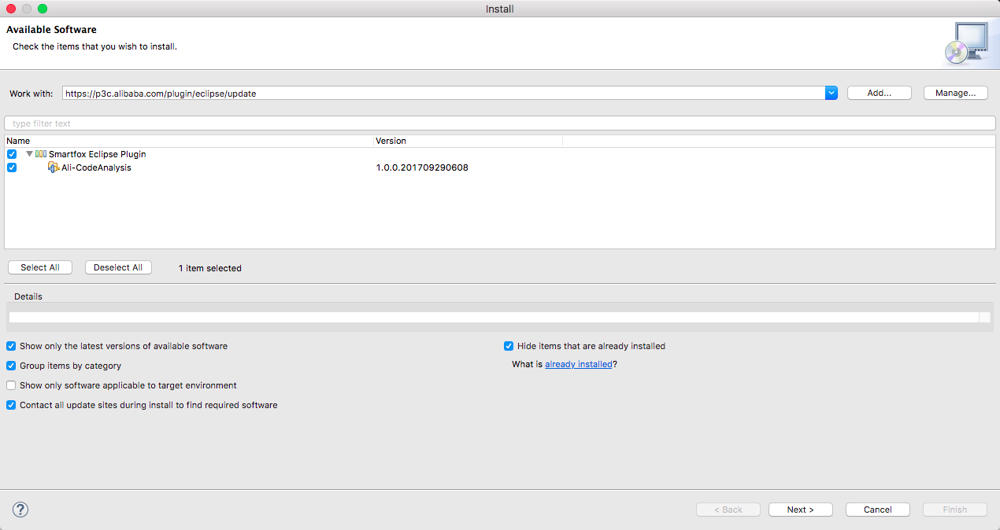 Install
Available Software
Check the items that you wish to install.
Work with: https://p3c.alibaba.com/plugin/eclipse/update Add... Manage...
type filter text
Name Version
Smartfox Eclipse Plugin
Ali-CodeAnalysis 1.0.0.201709290608
Select All Deselect All 1 item selected
Details
Show only the latest versions of available software Hide items that are already installed
Group items by category What is already installed?
Show only software applicable to target environment
Contact all update sites during install to find required software
? < Back Next > Cancel Finish